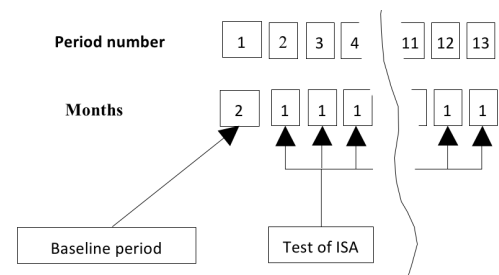 Period number 1 2 3 4 11 12 13
Months 2 1 1 1 1 1
Baseline period Test of ISA